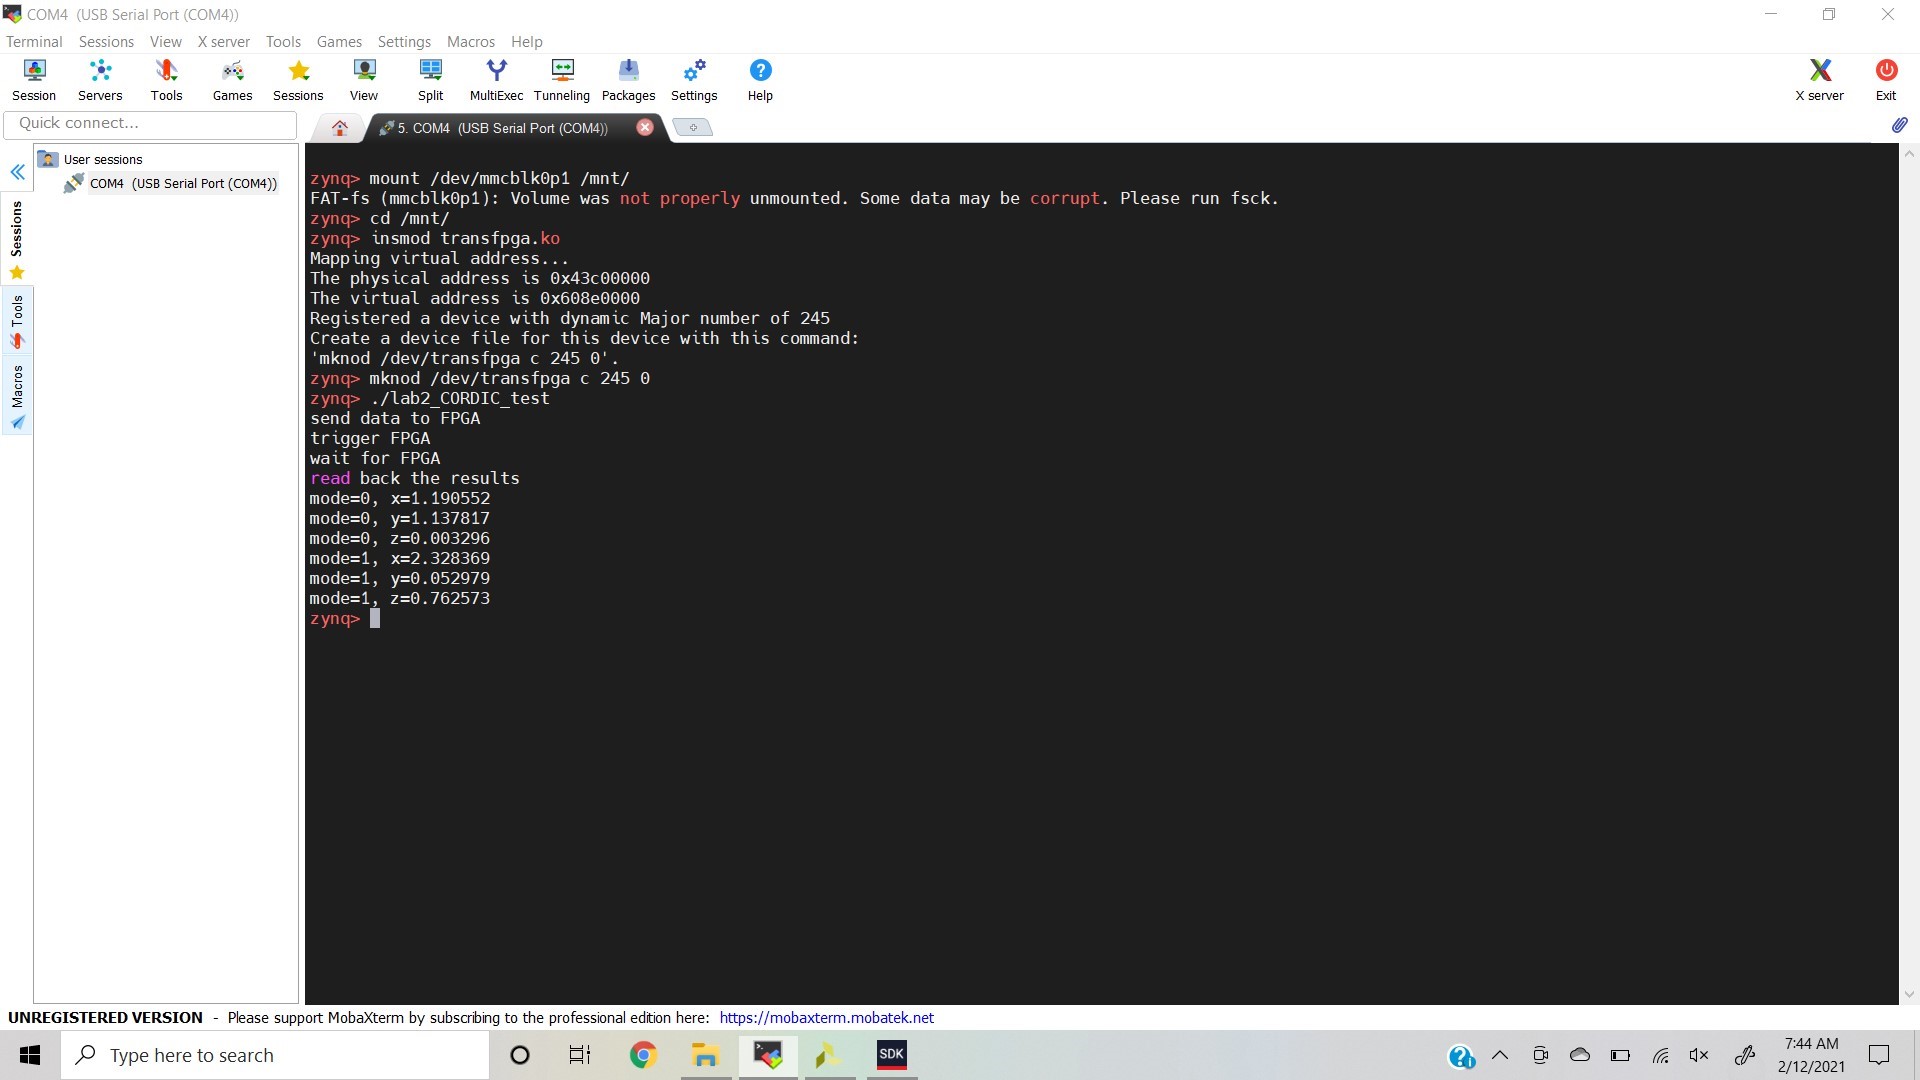 COM4 (USB Serial Port (COM4))
Terminal Sessions View X server Tools Games Settings Macros Help
Session Servers Tools Games Sessions View Split MultiExec Tunneling Packages Settings Help X server Exit
Quick connect...
5. COM4 (USB Serial Port (COM4))
User sessions
COM4 (USB Serial Port (COM4))
Sessions
Tools
Macros
zynq> mount /dev/mmcblk0p1 /mnt/
FAT-fs (mmcblk0p1): Volume was not properly unmounted. Some data may be corrupt. Please run fsck.
zynq> cd /mnt/
zynq> insmod transfpga.ko
Mapping virtual address...
The physical address is 0x43c00000
The virtual address is 0x608e0000
Registered a device with dynamic Major number of 245
Create a device file for this device with this command:
'mknod /dev/transfpga c 245 0'.
zynq> mknod /dev/transfpga c 245 0
zynq> ./lab2_CORDIC_test
send data to FPGA
trigger FPGA
wait for FPGA
read back the results
mode=0, x=1.190552
mode=0, y=1.137817
mode=0, z=0.003296
mode=1, x=2.328369
mode=1, y=0.052979
mode=1, z=0.762573
zynq>
UNREGISTERED VERSION - Please support MobaXterm by subscribing to the professional edition here: https://mobaxterm.mobatek.net
Type here to search
SDK
7:44 AM
2/12/2021